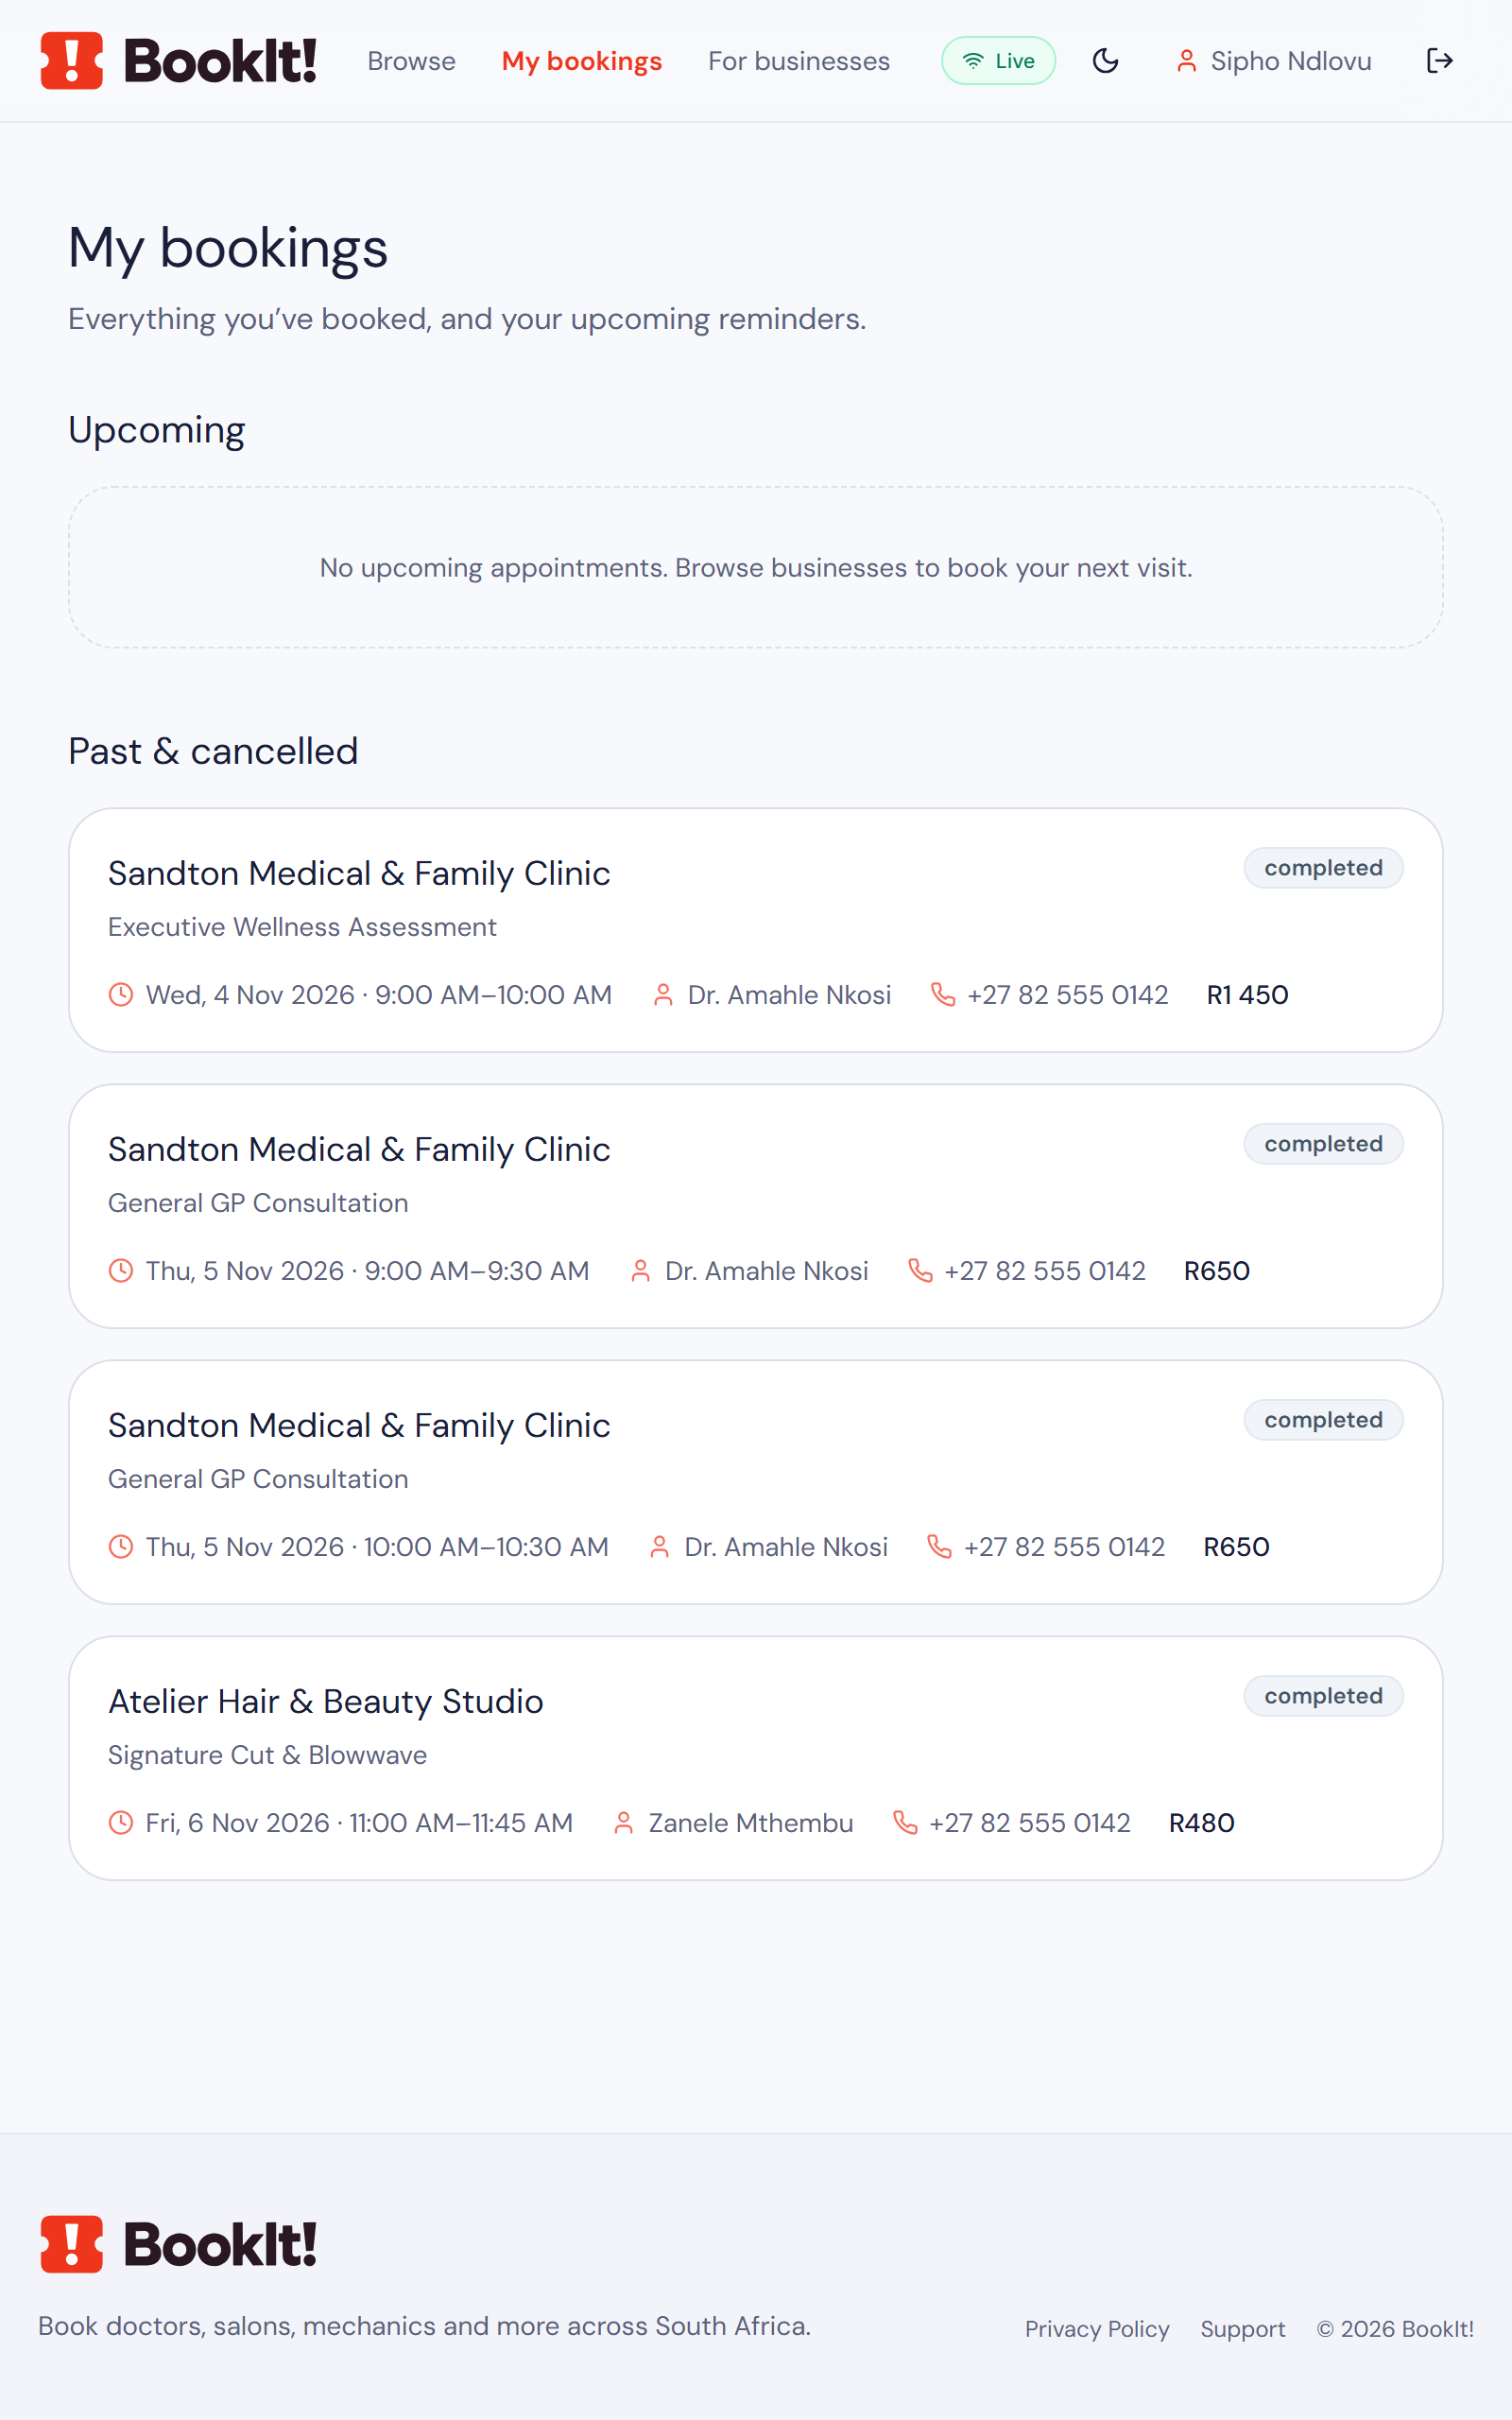 BookIt! Browse My bookings For businesses Live Sipho Ndlovu
My bookings
Everything you’ve booked, and your upcoming reminders.
Upcoming
No upcoming appointments. Browse businesses to book your next visit.
Past & cancelled
Sandton Medical & Family Clinic completed
Executive Wellness Assessment
Wed, 4 Nov 2026 · 9:00 AM–10:00 AM Dr. Amahle Nkosi +27 82 555 0142 R1 450
Sandton Medical & Family Clinic completed
General GP Consultation
Thu, 5 Nov 2026 · 9:00 AM–9:30 AM Dr. Amahle Nkosi +27 82 555 0142 R650
Sandton Medical & Family Clinic completed
General GP Consultation
Thu, 5 Nov 2026 · 10:00 AM–10:30 AM Dr. Amahle Nkosi +27 82 555 0142 R650
Atelier Hair & Beauty Studio completed
Signature Cut & Blowwave
Fri, 6 Nov 2026 · 11:00 AM–11:45 AM Zanele Mthembu +27 82 555 0142 R480
BookIt!
Book doctors, salons, mechanics and more across South Africa. Privacy Policy Support © 2026 BookIt!